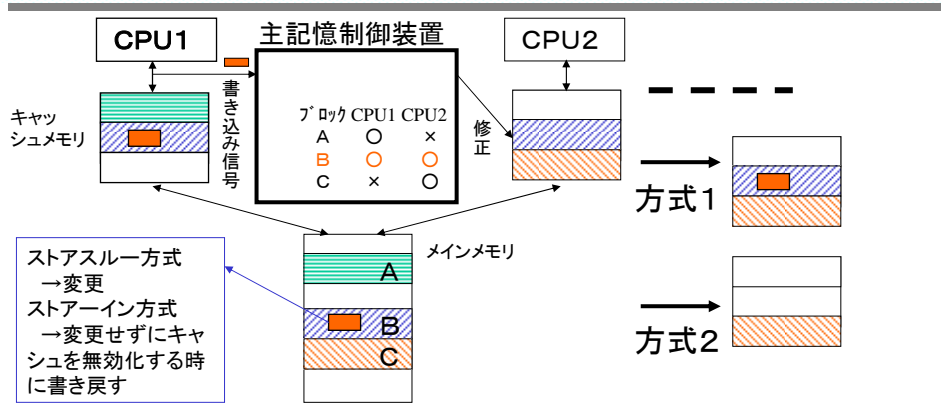 CPU1
主記憶制御装置
CPU2
キャッ
シュメモリ
書き込み信号
ブロック CPU1 CPU2
A ○ ×
B ○ ○
C × ○
修正
方式1
メインメモリ
A
B
C
ストアスルー方式
→変更
ストアーイン方式
→変更せずにキャ
シュを無効化する時
に書き戻す
方式2